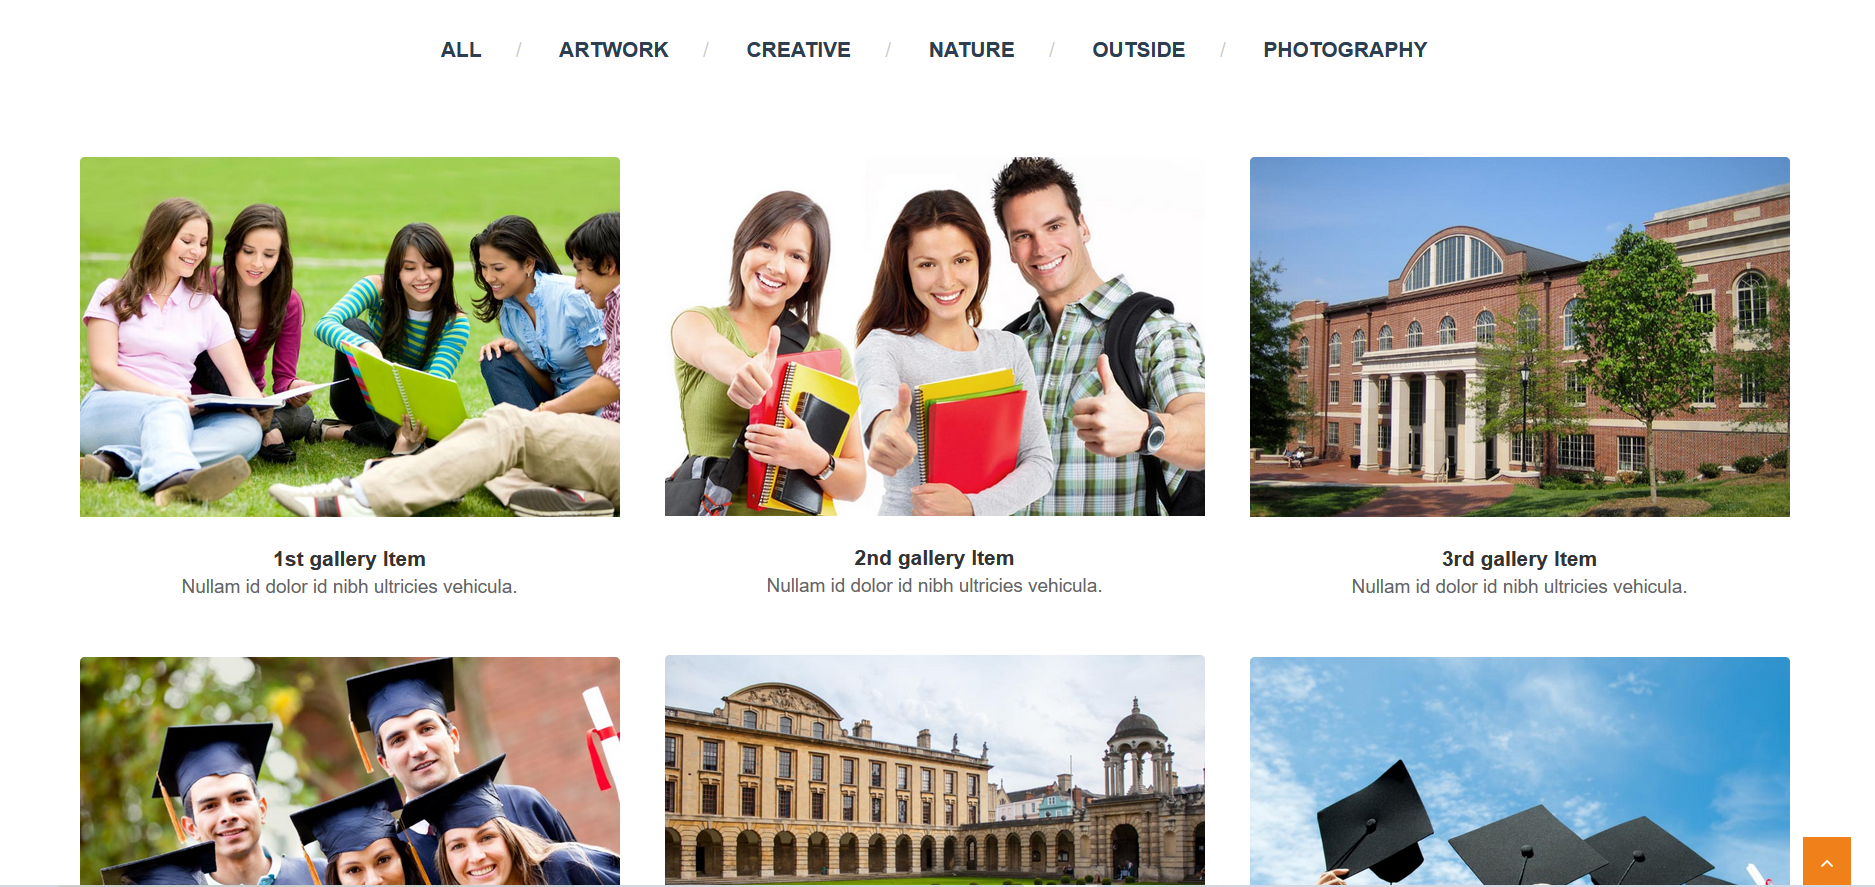 ALL / ARTWORK / CREATIVE / NATURE / OUTSIDE / PHOTOGRAPHY
1st gallery Item
Nullam id dolor id nibh ultricies vehicula.
2nd gallery Item
Nullam id dolor id nibh ultricies vehicula.
3rd gallery Item
Nullam id dolor id nibh ultricies vehicula.